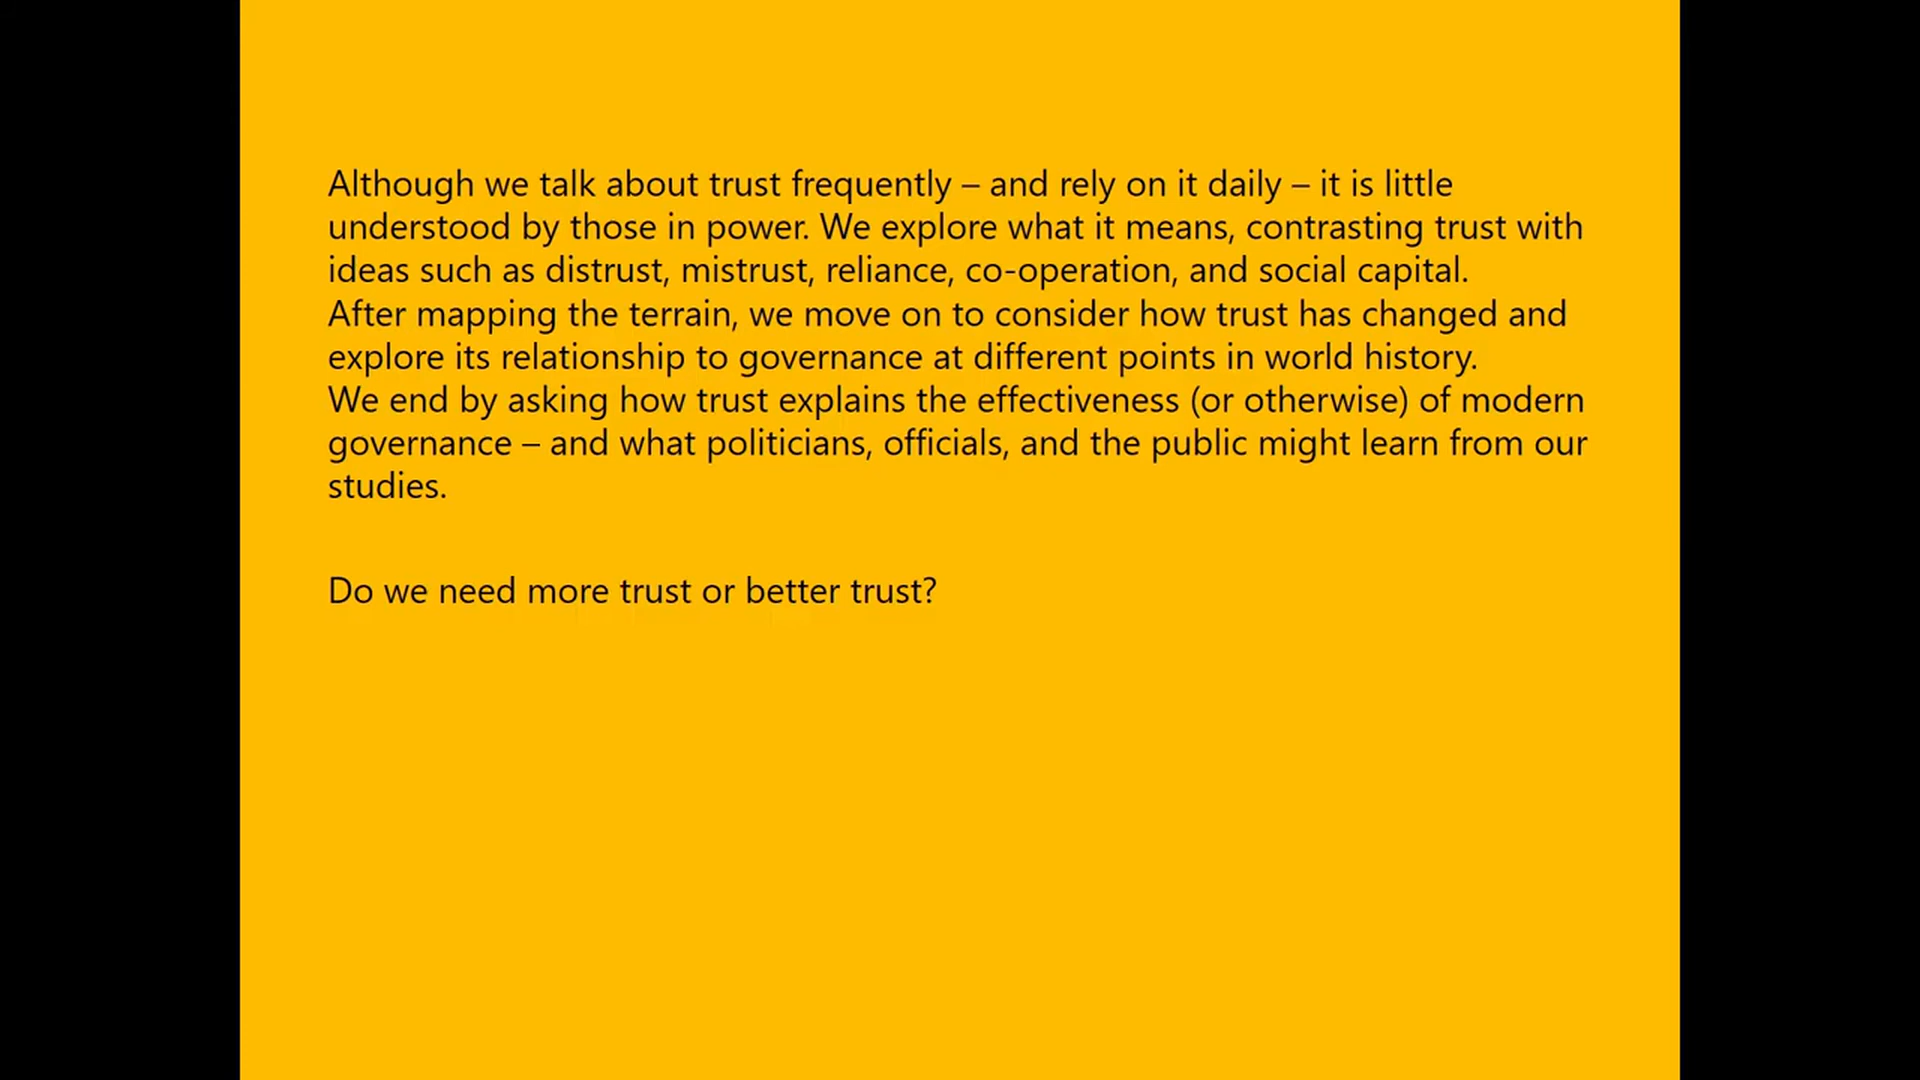 Although we talk about trust frequently – and rely on it daily – it is little
understood by those in power. We explore what it means, contrasting trust with
ideas such as distrust, mistrust, reliance, co-operation, and social capital.
After mapping the terrain, we move on to consider how trust has changed and
explore its relationship to governance at different points in world history.
We end by asking how trust explains the effectiveness (or otherwise) of modern
governance – and what politicians, officials, and the public might learn from our
studies.
Do we need more trust or better trust?